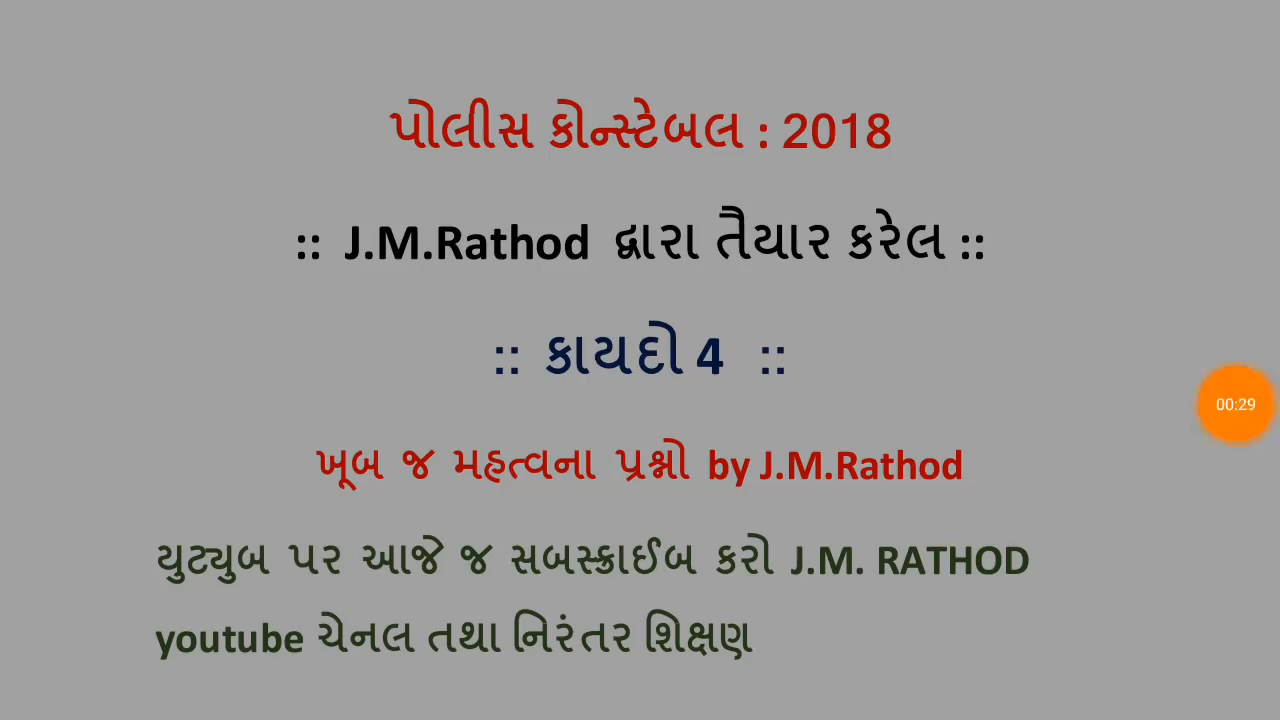 પોલીસ કોન્સ્ટેબલ : 2018
:: J.M.Rathod દ્વારા તૈયાર કરેલ ::
:: કાયદો 4 ::
00:29
ખૂબ જ મહત્વના પ્રશ્નો by J.M.Rathod
યુટ્યુબ પર આજે જ સબસ્ક્રાઈબ કરો J.M. RATHOD
youtube ચેનલ તથા નિરંતર શિક્ષણ